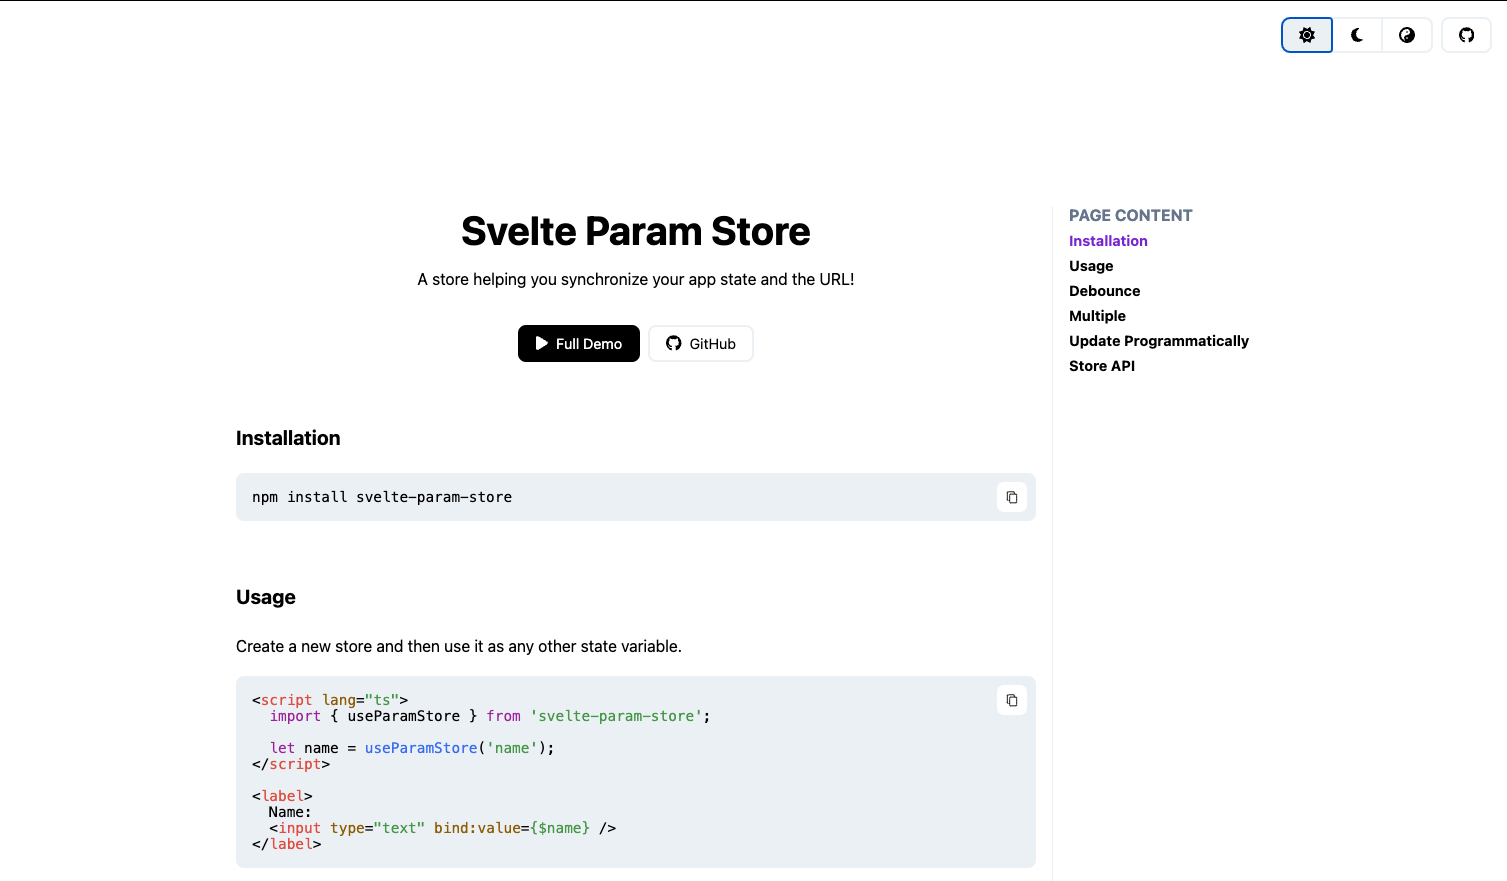 Svelte Param Store
A store helping you synchronize your app state and the URL!
Full Demo
GitHub
Installation
npm install svelte-param-store
Usage
Create a new store and then use it as any other state variable.
<script lang="ts">
  import { useParamStore } from 'svelte-param-store';
  let name = useParamStore('name');
</script>
<label>
  Name:
  <input type="text" bind:value={$name} />
</label>
PAGE CONTENT
Installation
Usage
Debounce
Multiple
Update Programmatically
Store API